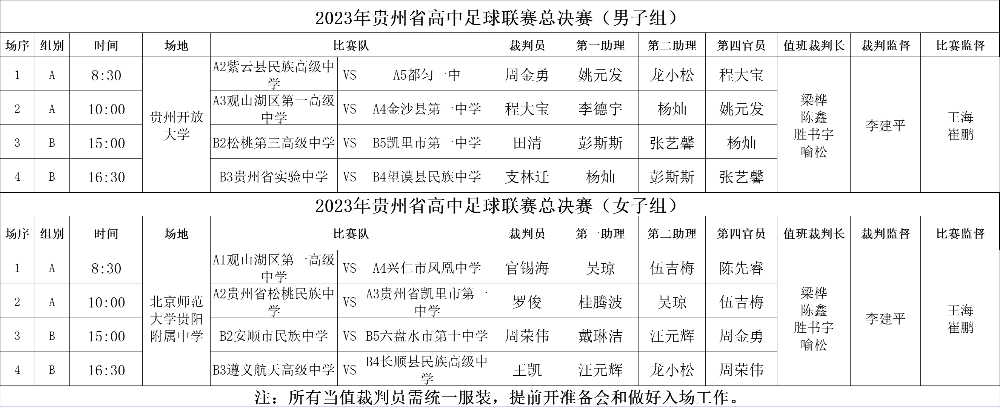 2023年贵州省高中足球联赛总决赛（男子组）
场序 组别 时间 场地 比赛队 裁判员 第一助理 第二助理 第四官员 值班裁判长 裁判监督 比赛监督
1 A 8:30 A2紫云县民族高级中学 VS A5都匀一中 周金勇 姚元发 龙小松 程大宝
2 A 10:00 A3观山湖区第一高级中学 VS A4金沙县第一中学 程大宝 李德宇 杨灿 姚元发
3 B 15:00 B2松桃第三高级中学 VS B5凯里市第一中学 田清 彭斯斯 张艺馨 杨灿
4 B 16:30 B3贵州省实验中学 VS B4望谟县民族中学 支林迁 杨灿 彭斯斯 张艺馨
贵州开放
大学
梁桦
陈鑫
胜书宇
喻松
李建平
王海
崔鹏
2023年贵州省高中足球联赛总决赛（女子组）
场序 组别 时间 场地 比赛队 裁判员 第一助理 第二助理 第四官员 值班裁判长 裁判监督 比赛监督
1 A 8:30 A1观山湖区第一高级中学 VS A4兴仁市凤凰中学 官锡海 吴琼 伍吉梅 陈先睿
2 A 10:00 A2贵州省松桃民族中学 VS A3贵州省凯里市第一中学 罗俊 桂腾波 吴琼 伍吉梅
3 B 15:00 B2安顺市民族中学 VS B5六盘水市第十中学 周荣伟 戴琳洁 汪元辉 周金勇
4 B 16:30 B3遵义航天高级中学 VS B4长顺县民族高级中学 王凯 汪元辉 龙小松 周荣伟
北京师范
大学贵阳
附属中学
梁桦
陈鑫
胜书宇
喻松
李建平
王海
崔鹏
注：所有当值裁判员需统一服装，提前开准备会和做好入场工作。